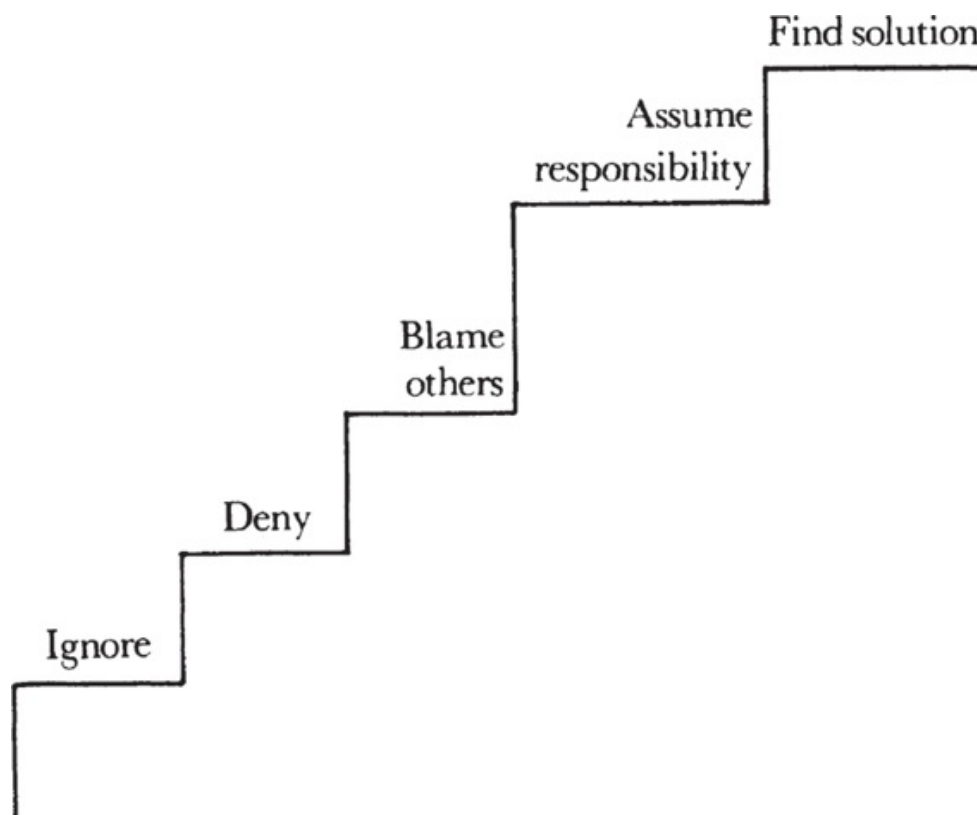 Find solution
Assume
responsibility
Blame
others
Deny
Ignore